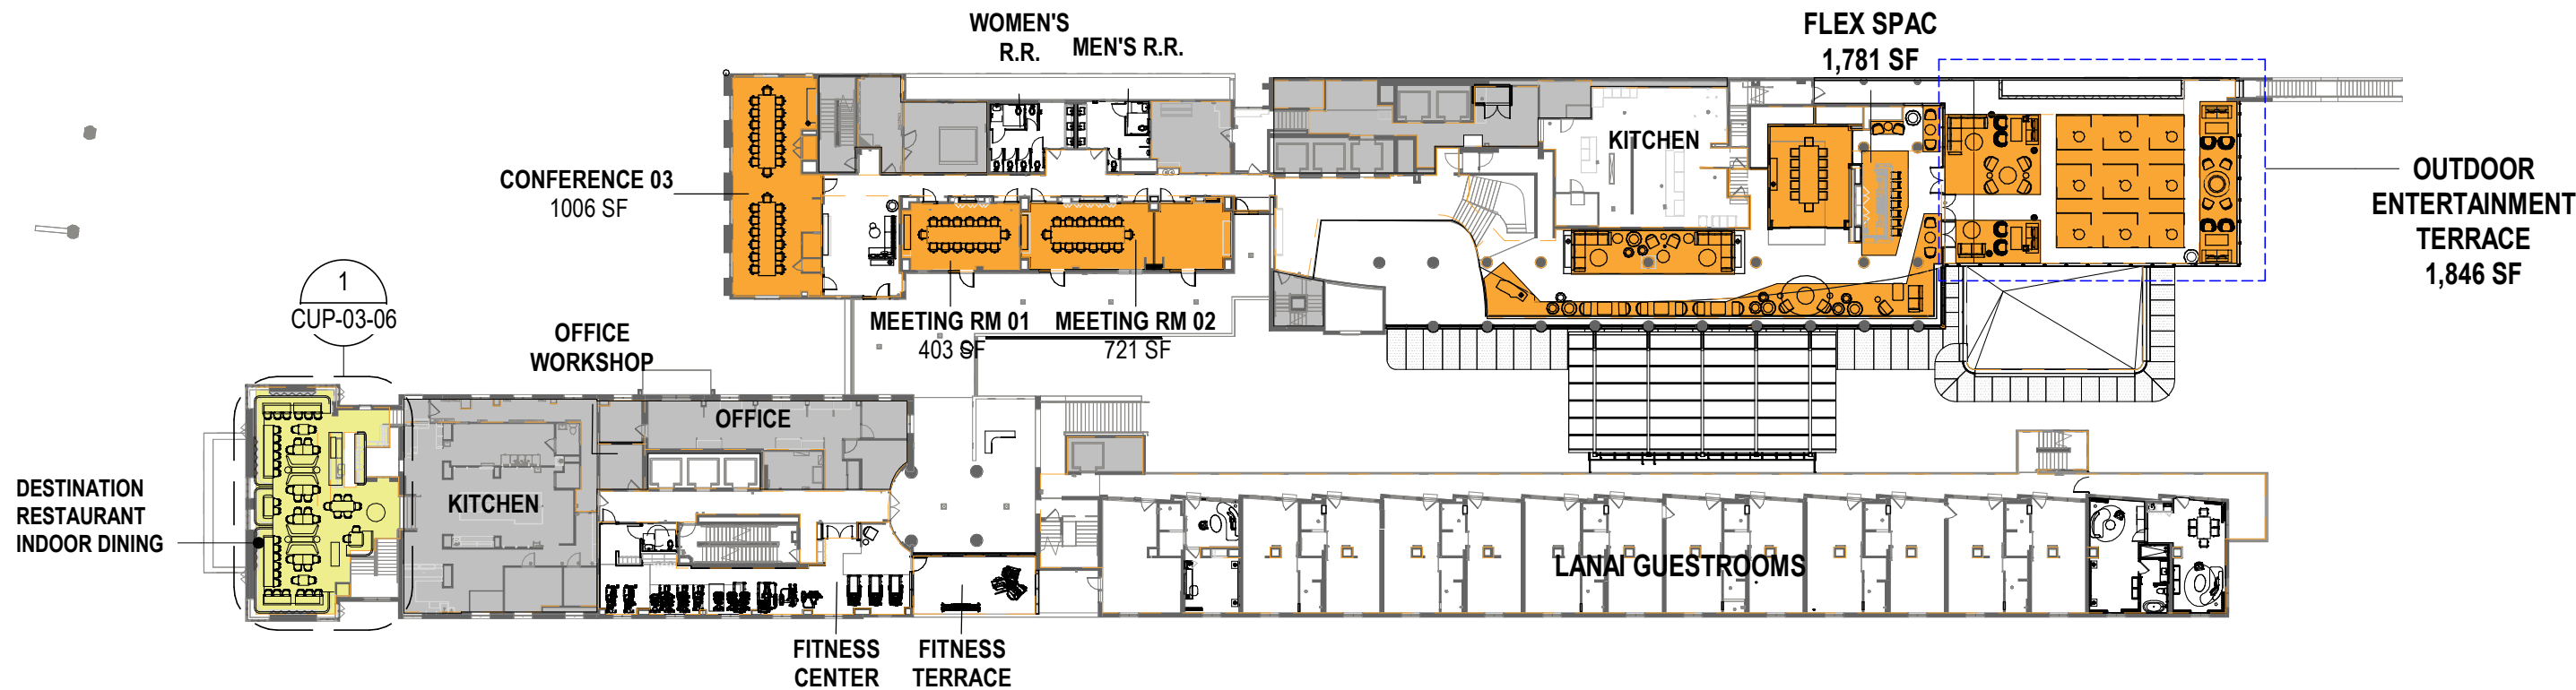 WOMEN'S
R.R.
MEN'S R.R.
FLEX SPAC
1,781 SF
KITCHEN
CONFERENCE 03
1006 SF
OUTDOOR
ENTERTAINMENT
TERRACE
1,846 SF
1
CUP-03-06
MEETING RM 01
403 SF
MEETING RM 02
721 SF
OFFICE
WORKSHOP
OFFICE
KITCHEN
DESTINATION
RESTAURANT
INDOOR DINING
LANAI GUESTROOMS
FITNESS
CENTER
FITNESS
TERRACE